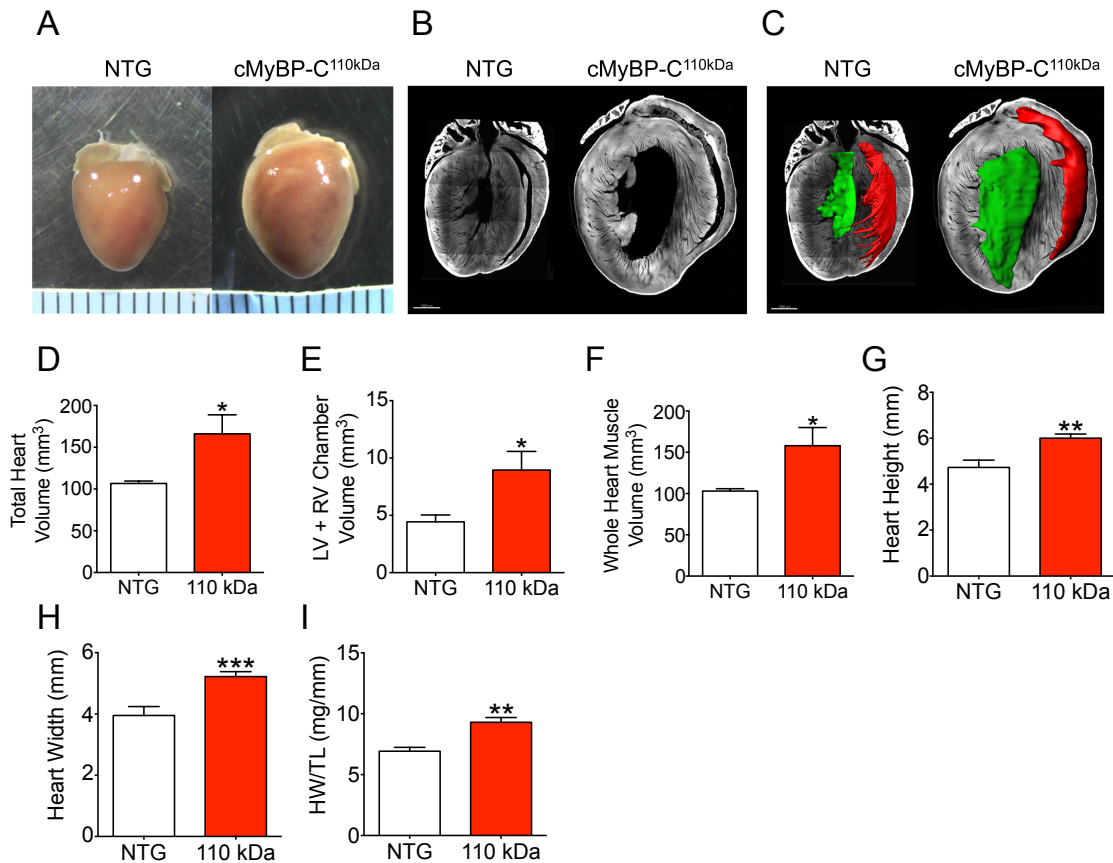 A
NTG cMyBP-C110kDa
B
NTG cMyBP-C110kDa
C
NTG cMyBP-C110kDa
D
Total Heart
Volume (mm3)
200
150
100
50
0
*
NTG 110 kDa
E
LV + RV Chamber
Volume (mm3)
15
10
5
0
*
NTG 110 kDa
F
Whole Heart Muscle
Volume (mm3)
200
150
100
50
0
*
NTG 110 kDa
G
Heart Height (mm)
8
6
4
2
0
**
NTG 110 kDa
H
Heart Width (mm)
6
4
2
0
***
NTG 110 kDa
I
HW/TL (mg/mm)
15
10
5
0
**
NTG 110 kDa